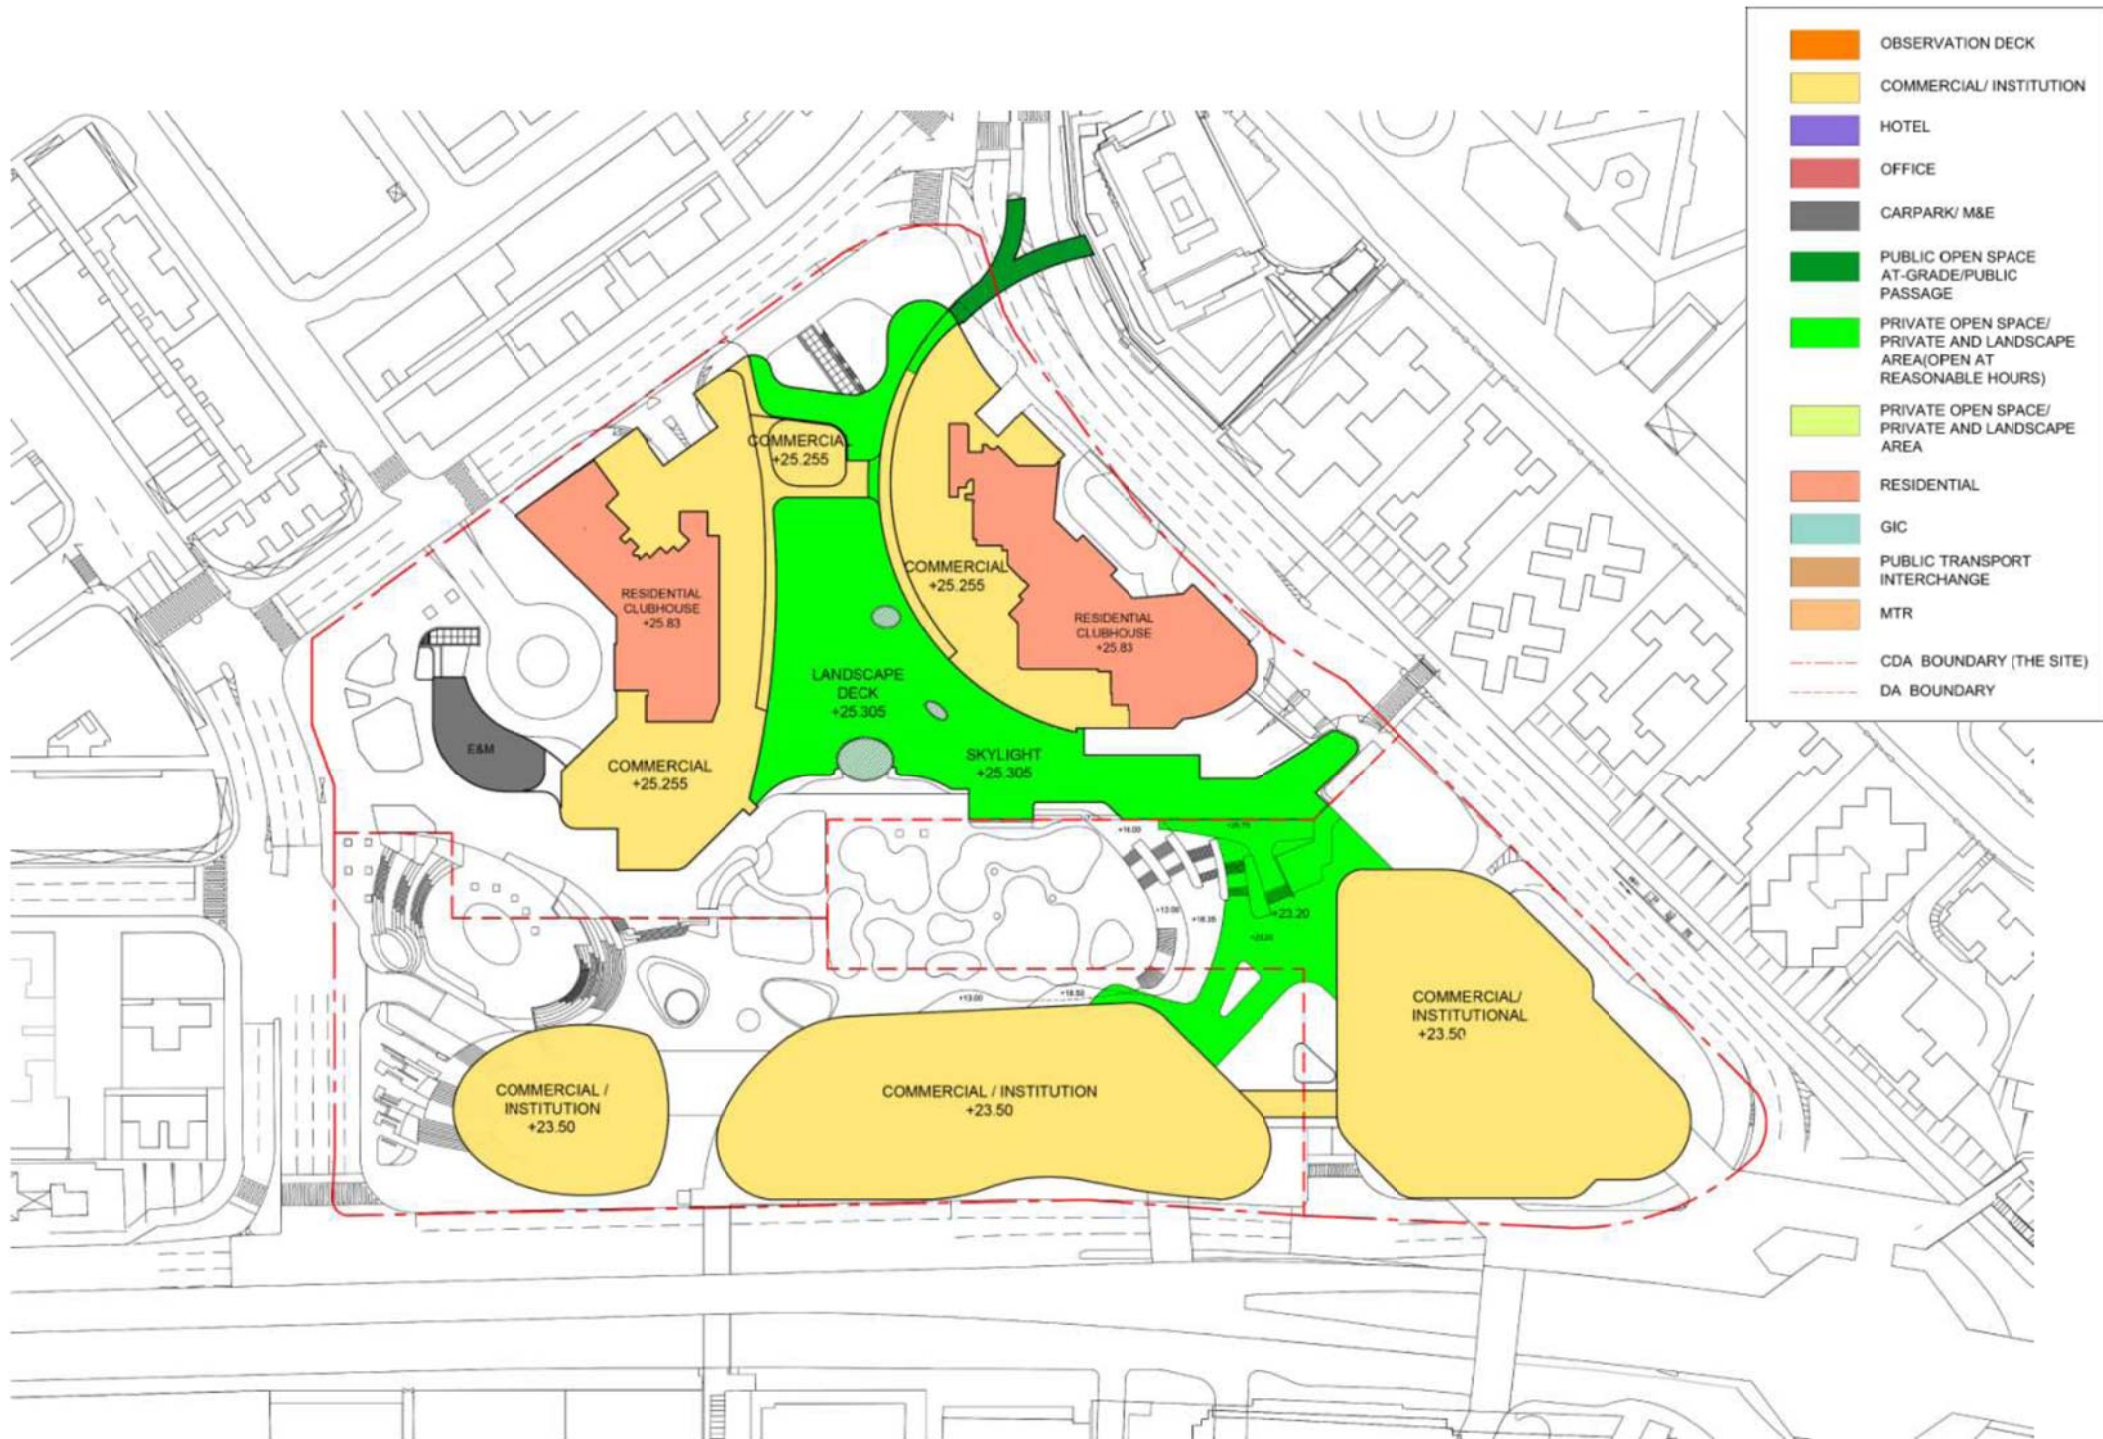 OBSERVATION DECK
COMMERCIAL/ INSTITUTION
HOTEL
OFFICE
CARPARK/ M&E
PUBLIC OPEN SPACE
AT-GRADE/PUBLIC
PASSAGE
PRIVATE OPEN SPACE/
PRIVATE AND LANDSCAPE
AREA(OPEN AT
REASONABLE HOURS)
PRIVATE OPEN SPACE/
PRIVATE AND LANDSCAPE
AREA
RESIDENTIAL
GIC
PUBLIC TRANSPORT
INTERCHANGE
MTR
CDA BOUNDARY (THE SITE)
DA BOUNDARY
COMMERCIAL
+25.255
COMMERCIAL
+25.255
RESIDENTIAL
CLUBHOUSE
+25.83
RESIDENTIAL
CLUBHOUSE
+25.83
LANDSCAPE
DECK
+25.305
E&M
COMMERCIAL
+25.255
SKYLIGHT
+25.305
+23.20
+13.00
+18.50
COMMERCIAL/
INSTITUTIONAL
+23.50
COMMERCIAL /
INSTITUTION
+23.50
COMMERCIAL / INSTITUTION
+23.50